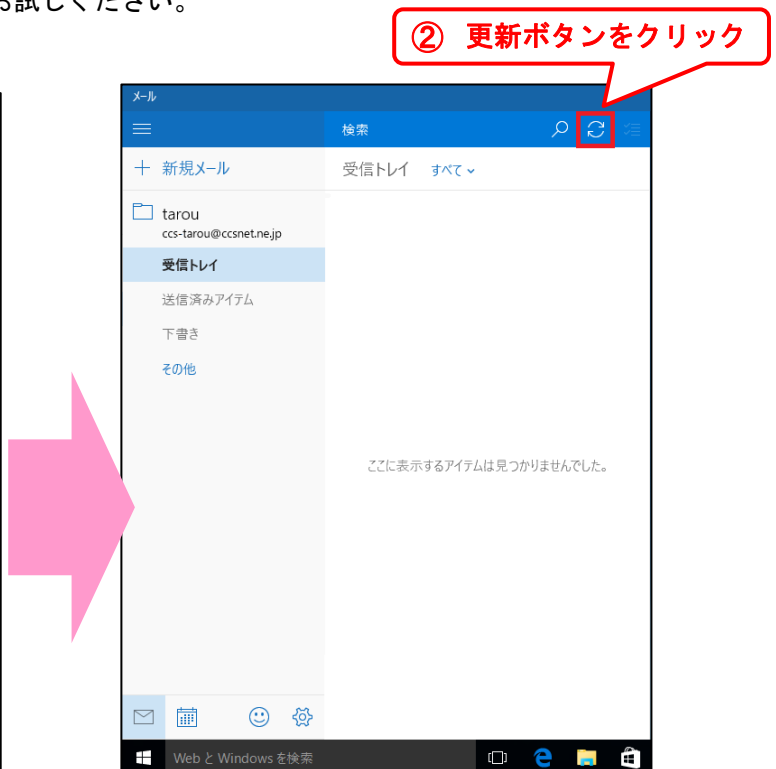 お試しください。
② 更新ボタンをクリック
メール
検索
新規メール
受信トレイ すべて
tarou
ccs-tarou@ccsnet.ne.jp
受信トレイ
送信済みアイテム
下書き
その他
ここに表示するアイテムは見つかりませんでした。
Web と Windows を検索